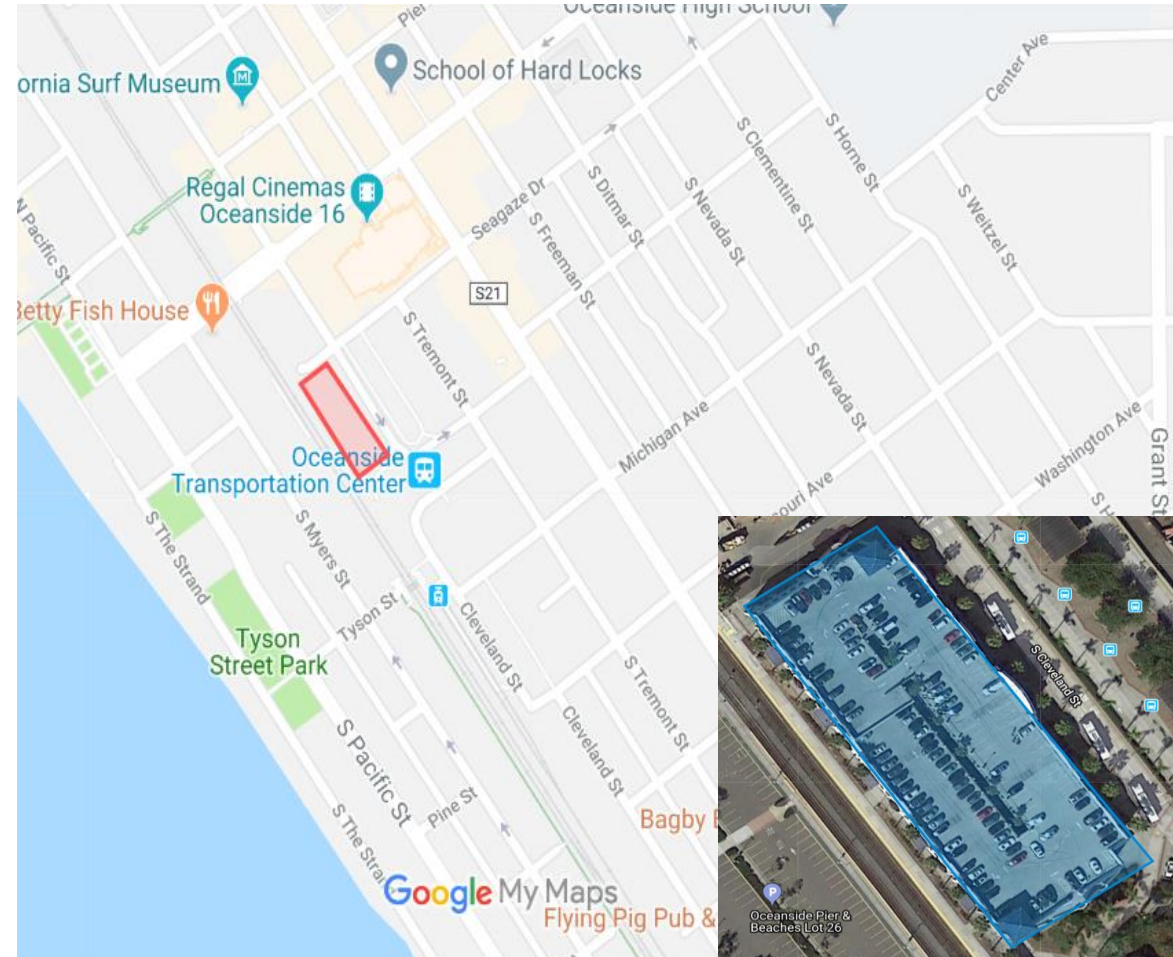 Pier
Oceanside High School
School of Hard Locks
ornia Surf Museum
Center Ave
S Horne St
S Clementine St
Regal Cinemas
Oceanside 16
S Ditmar St
S Nevada St
S Weitzel St
Seagaze Dr
S Freeman St
N Pacific St
S21
Betty Fish House
S Tremont St
S Nevada St
Michigan Ave
Washington Ave
Grant St
Oceanside
Transportation Center
ouri Ave
S H
S The Strand
S Myers St
Tyson St
Cleveland St
Tyson
Street Park
S Tremont St
S Pacific St
Cleveland St
Pine St
S The Stran
Bagby
Google My Maps
Flying Pig Pub &
S Cleveland St
P
Oceanside Pier &
Beaches Lot 26